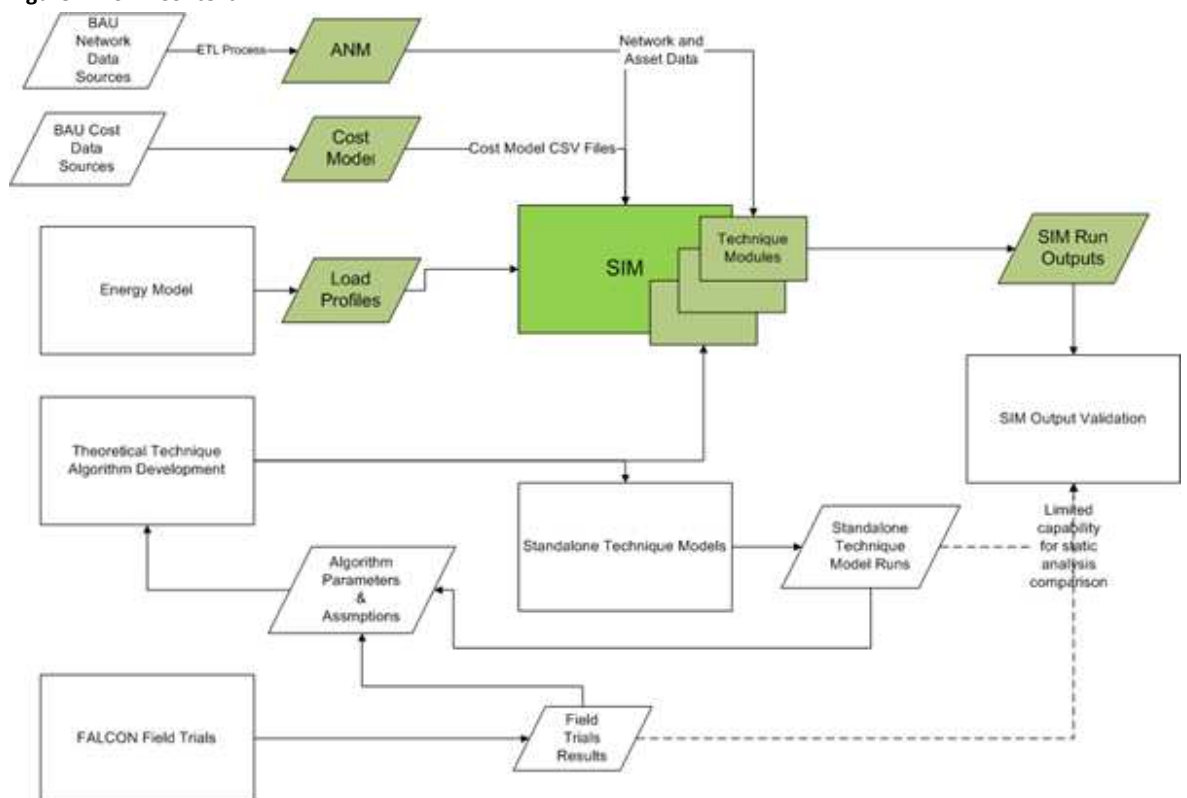 BAU
Network
Data
Sources
ETL Process
ANM
Network and
Asset Data
BAU Cost
Data
Sources
Cost
Model
Cost Model CSV Files
Energy Model
Load
Profiles
SIM
Technique
Modules
SIM Run
Outputs
SIM Output Validation
Theoretical Technique
Algorithm Development
Standalone Technique Models
Standalone
Technique
Model Runs
Limited
capability
for static
analysis
comparison
Algorithm
Parameters
&
Assmptions
FALCON Field Trials
Field
Trials
Results